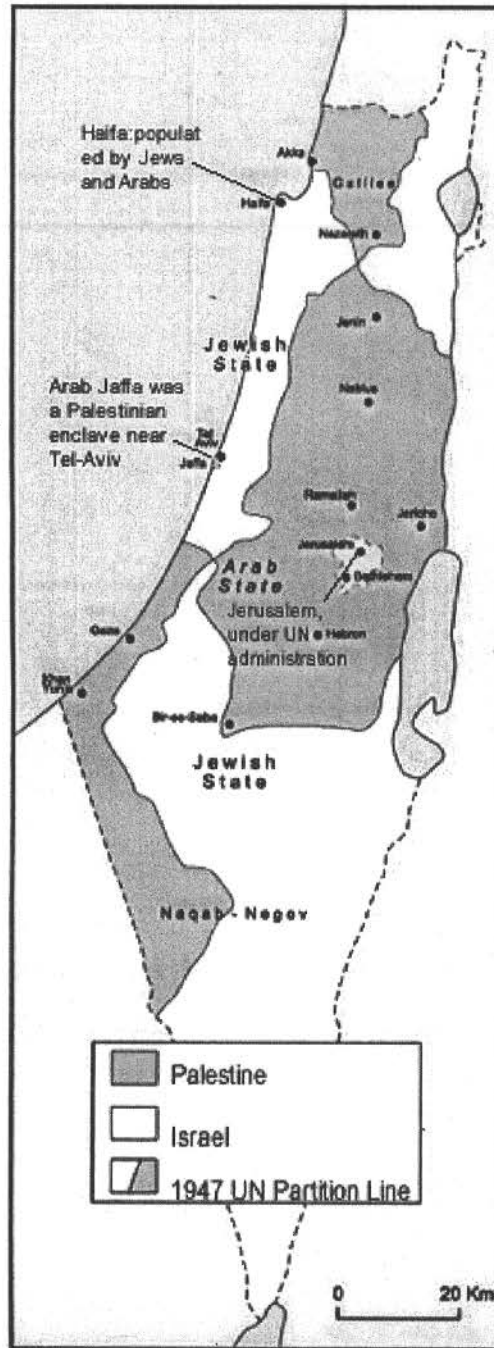 Haifa:populat
ed by Jews
and Arabs
Akka
Galilee
Haifa
Nazareth
Jenin
Jewish
State
Nablus
Arab Jaffa was
a Palestinian
enclave near
Tel-Aviv
Tel
Aviv
Jaffa
Ramallah
Jericho
Jerusalem
Arab
State
Bethlehem
Jerusalem,
under UN
administration
Hebron
Gaza
Khan
Yunis
Bir-es-Saba
Jewish
State
Naqab-Negev
Palestine
Israel
1947 UN Partition Line
0 20 Km